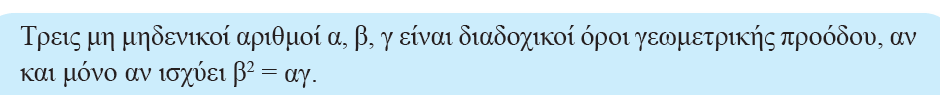 Τρεις μη μηδενικοί αριθμοί α, β, γ είναι διαδοχικοί όροι γεωμετρικής προόδου, αν
και μόνο αν ισχύει β² = αγ.